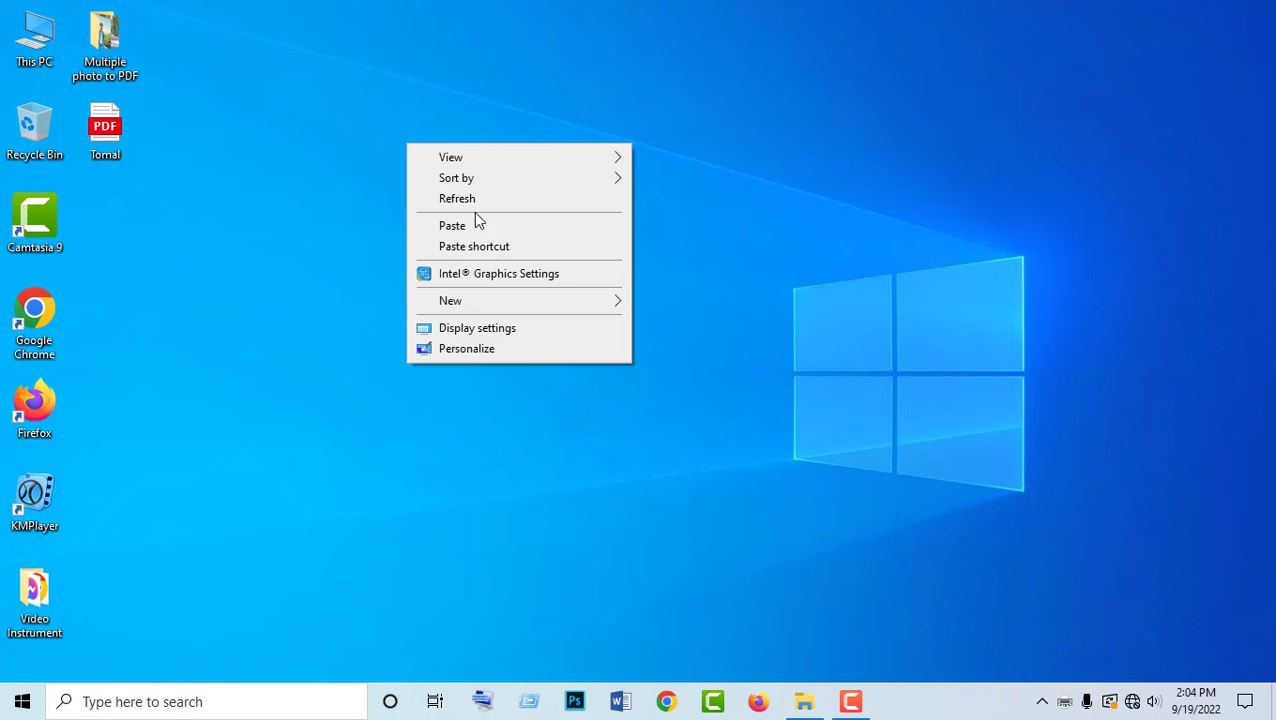 This PC
Multiple
photo to PDF
Recycle Bin
PDF
Tomal
Camtasia 9
Google
Chrome
Firefox
KMPlayer
Video
Instrument
View
Sort by
Refresh
Paste
Paste shortcut
Intel® Graphics Settings
New
Display settings
Personalize
Type here to search
Ps
W
2:04 PM
9/19/2022